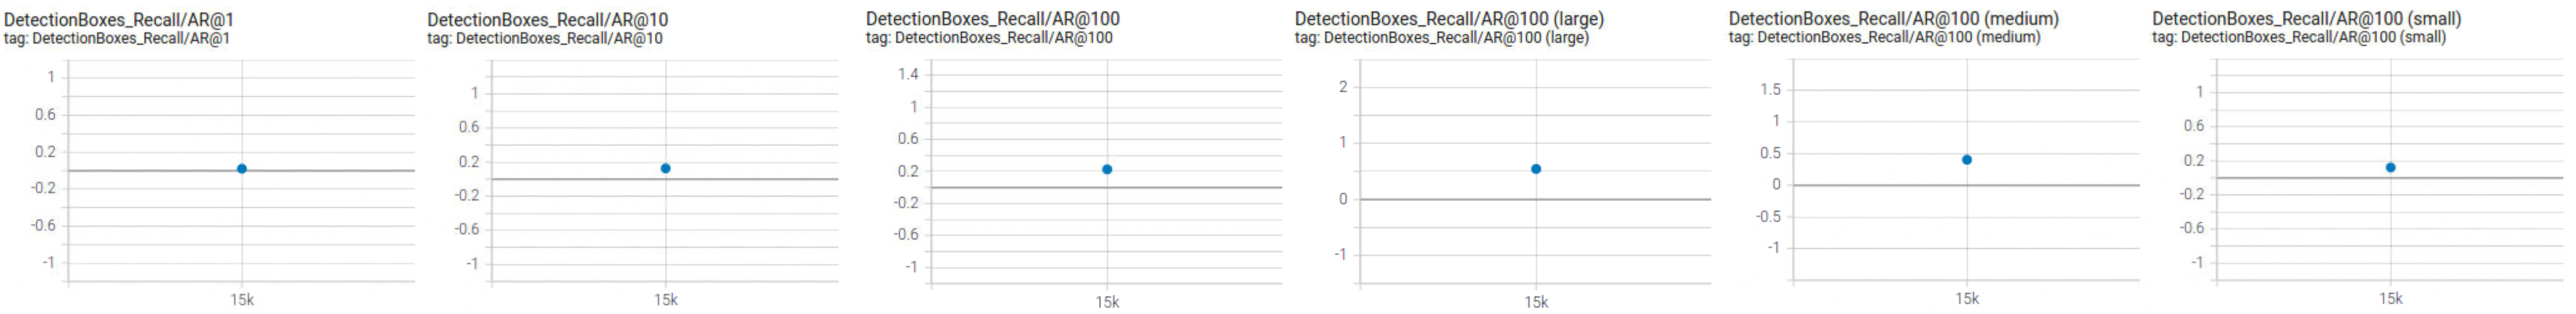 DetectionBoxes_Recall/AR@1
tag: DetectionBoxes_Recall/AR@1
1
0.6
0.2
-0.2
-0.6
-1
15k
DetectionBoxes_Recall/AR@10
tag: DetectionBoxes_Recall/AR@10
1
0.6
0.2
-0.2
-0.6
-1
15k
DetectionBoxes_Recall/AR@100
tag: DetectionBoxes_Recall/AR@100
1.4
1
0.6
0.2
-0.2
-0.6
-1
15k
DetectionBoxes_Recall/AR@100 (large)
tag: DetectionBoxes_Recall/AR@100 (large)
2
1
0
-1
15k
DetectionBoxes_Recall/AR@100 (medium)
tag: DetectionBoxes_Recall/AR@100 (medium)
1.5
1
0.5
0
-0.5
-1
15k
DetectionBoxes_Recall/AR@100 (small)
tag: DetectionBoxes_Recall/AR@100 (small)
1
0.6
0.2
-0.2
-0.6
-1
15k